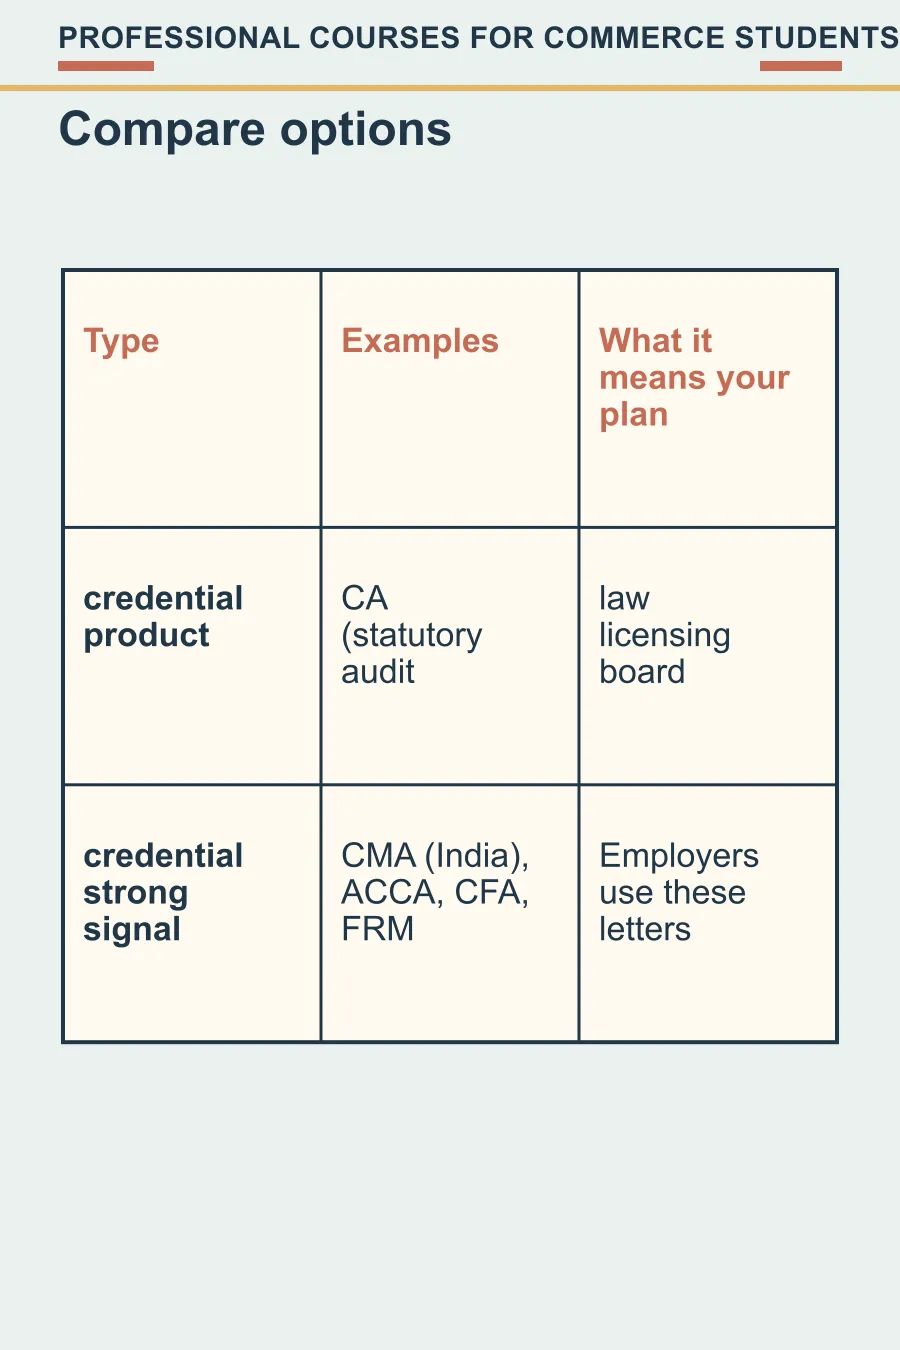 PROFESSIONAL COURSES FOR COMMERCE STUDENTS
Compare options
Type
Examples
What it
means your
plan
credential
product
CA
(statutory
audit
law
licensing
board
credential
strong
signal
CMA (India),
ACCA, CFA,
FRM
Employers
use these
letters